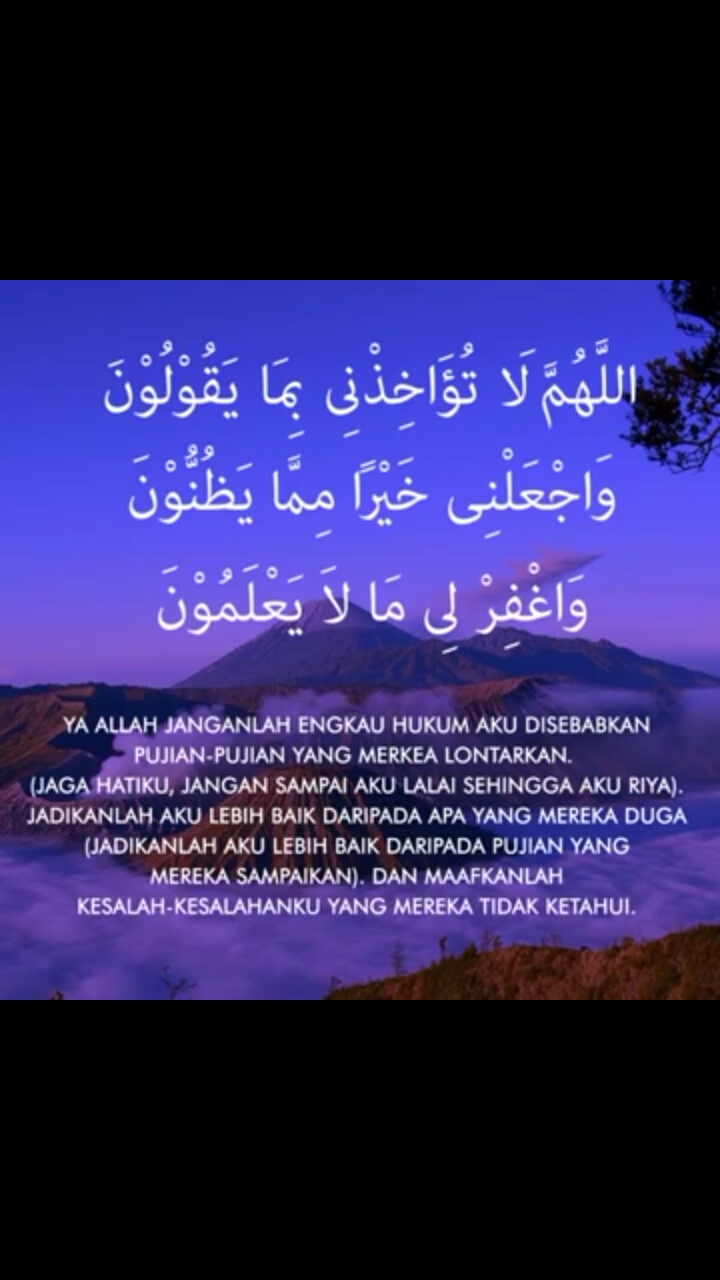 اللَّهُمَّ لَا تُؤَاخِذْنِى بِمَا يَقُوْلُوْنَ
وَاجْعَلْنِى خَيْرًا مِمَّا يَظُنُّوْنَ
وَاغْفِرْ لِي مَا لاَ يَعْلَمُوْنَ
YA ALLAH JANGANLAH ENGKAU HUKUM AKU DISEBABKAN
PUJIAN-PUJIAN YANG MERKEA LONTARKAN.
(JAGA HATIKU, JANGAN SAMPAI AKU LALAI SEHINGGA AKU RIYA).
JADIKANLAH AKU LEBIH BAIK DARIPADA APA YANG MEREKA DUGA
(JADIKANLAH AKU LEBIH BAIK DARIPADA PUJIAN YANG
MEREKA SAMPAIKAN). DAN MAAFKANLAH
KESALAH-KESALAHANKU YANG MEREKA TIDAK KETAHUI.